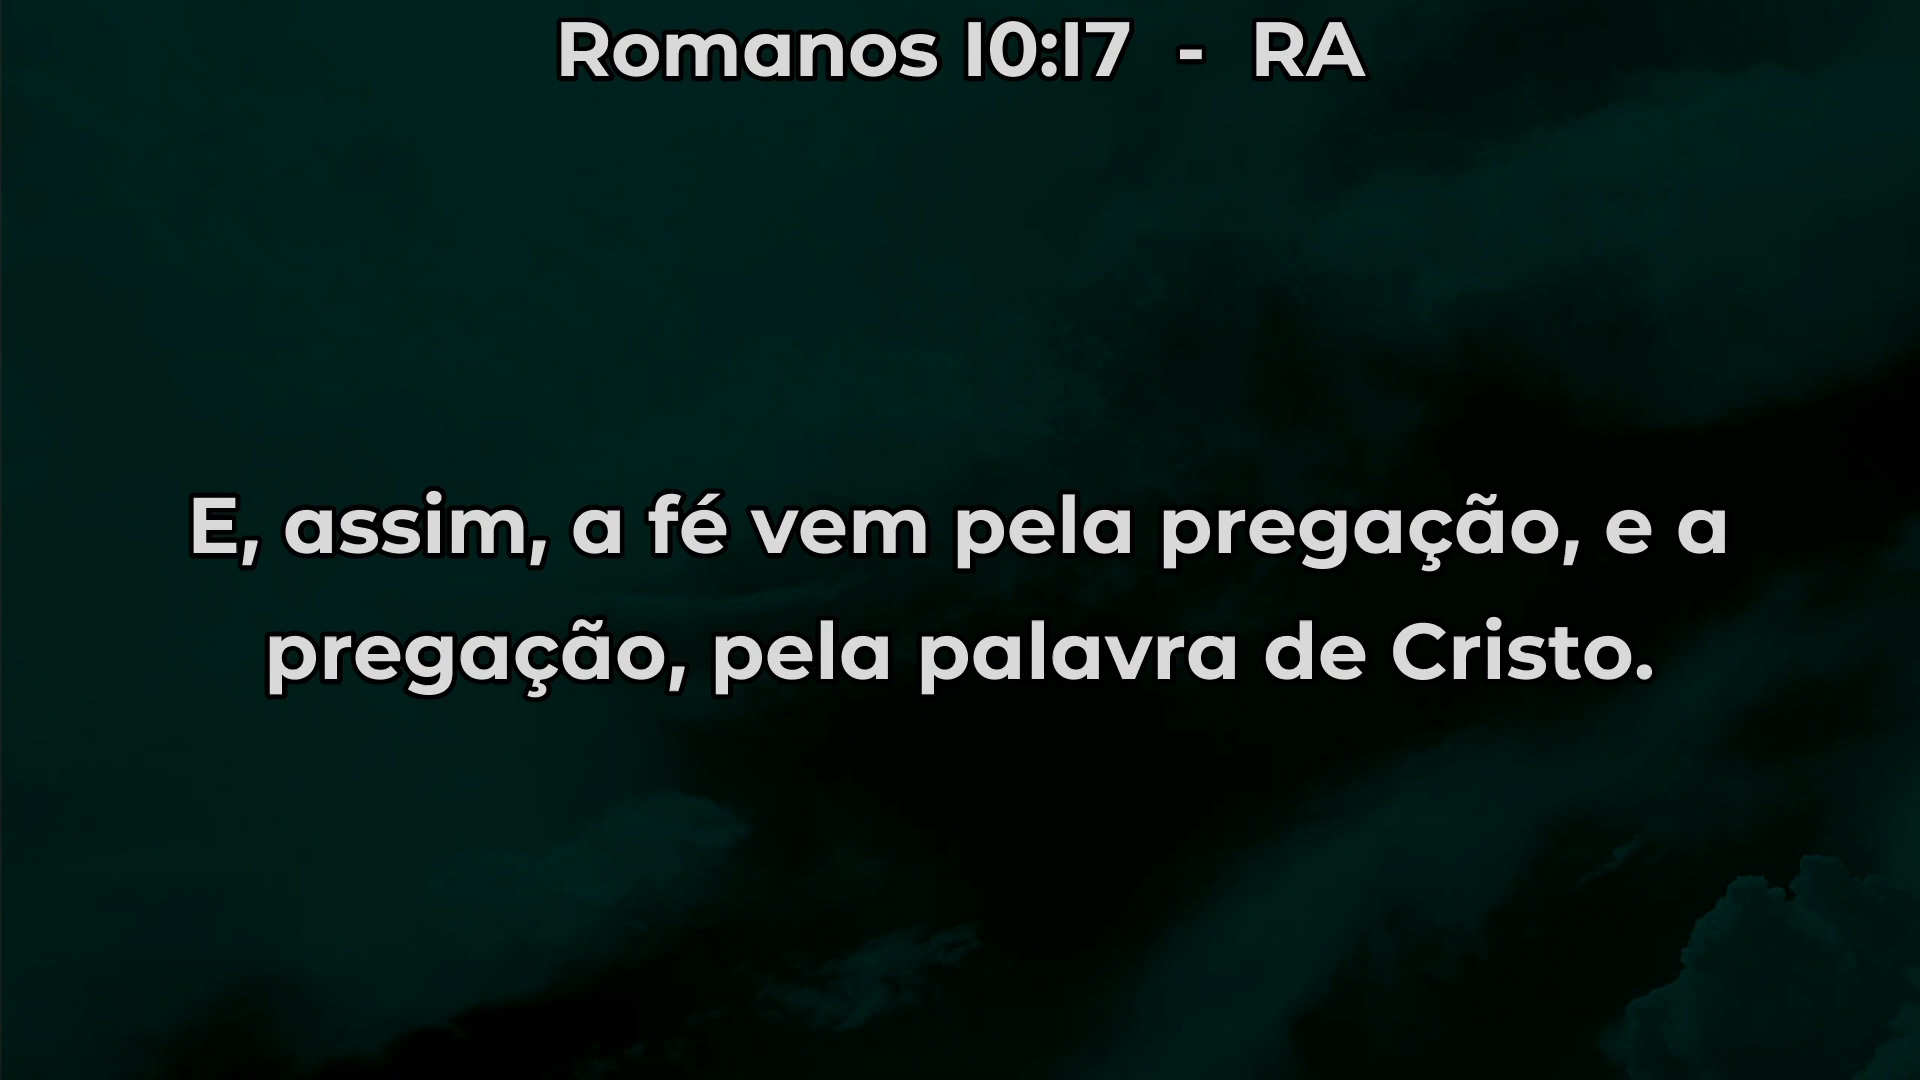 Romanos 10:17 - RA
E, assim, a fé vem pela pregação, e a
pregação, pela palavra de Cristo.